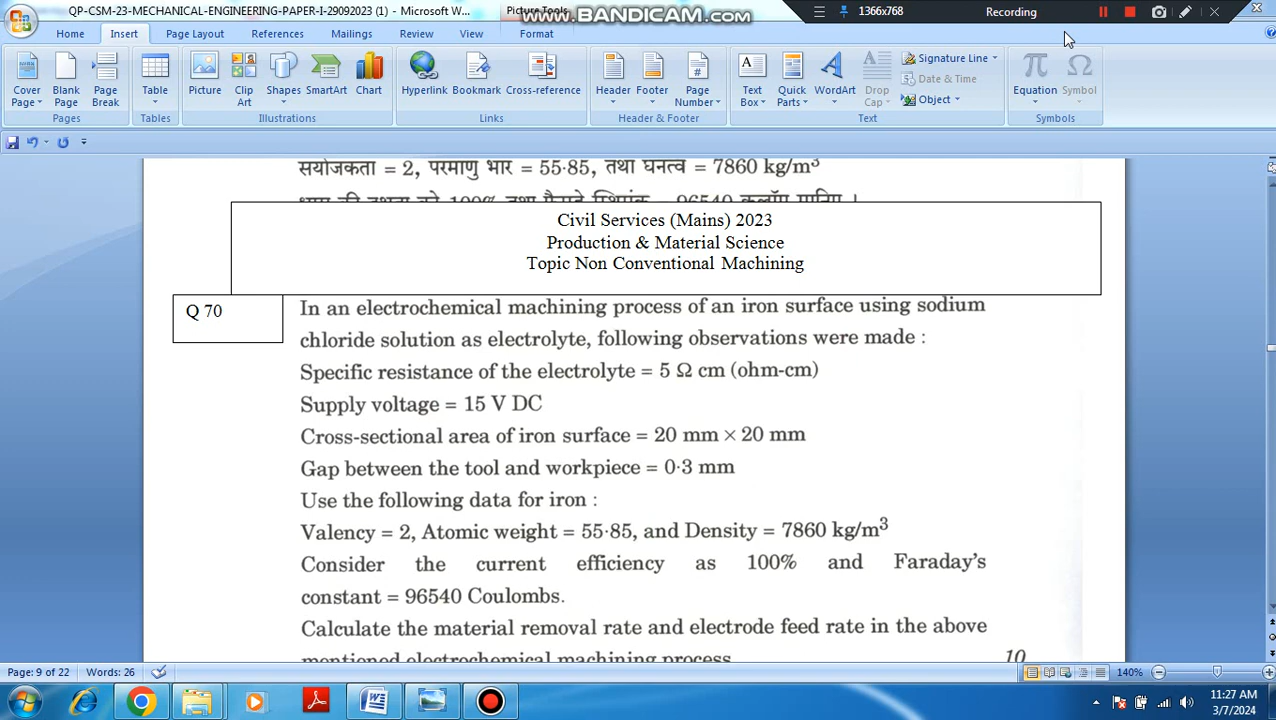 QP-CSM-23-MECHANICAL-ENGINEERING-PAPER-I-29092023 (1) - Microsoft W
Picture Tools
WWW.BANDICAM.COM
1366x768
Recording
Home Insert Page Layout References Mailings Review View Format
Cover Page
Blank Page
Page Break
Table
Picture
Clip Art
Shapes
SmartArt
Chart
Hyperlink
Bookmark
Cross-reference
Header
Footer
Page Number
Text Box
Quick Parts
WordArt
Drop Cap
Signature Line
Date & Time
Object
Equation
Symbol
Pages Tables Illustrations Links Header & Footer Text Symbols
संयोजकता = 2, परमाणु भार = 55·85, तथा घनत्व = 7860 kg/m³
Civil Services (Mains) 2023
Production & Material Science
Topic Non Conventional Machining
Q 70
In an electrochemical machining process of an iron surface using sodium
chloride solution as electrolyte, following observations were made :
Specific resistance of the electrolyte = 5 Ω cm (ohm-cm)
Supply voltage = 15 V DC
Cross-sectional area of iron surface = 20 mm × 20 mm
Gap between the tool and workpiece = 0·3 mm
Use the following data for iron :
Valency = 2, Atomic weight = 55·85, and Density = 7860 kg/m³
Consider the current efficiency as 100% and Faraday's
constant = 96540 Coulombs.
Calculate the material removal rate and electrode feed rate in the above
mentioned electrochemical machining process. 10
Page: 9 of 22 Words: 26 140%
11:27 AM
3/7/2024